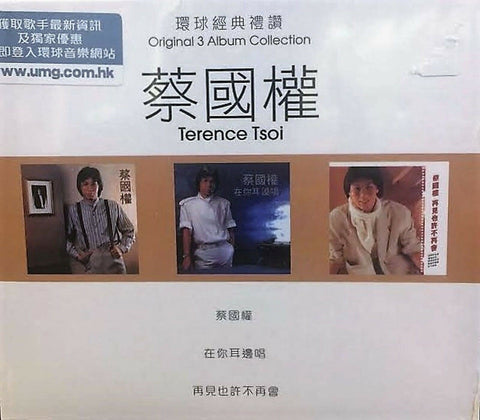 獲取歌手最新資訊
及獨家優惠
即登入環球音樂網站
www.umg.com.hk
環球經典禮讚
Original 3 Album Collection
蔡國權
Terence Tsoi
蔡國權
蔡國權
在你耳邊唱
蔡國權 再見也許不再會
蔡國權
在你耳邊唱
再見也許不再會